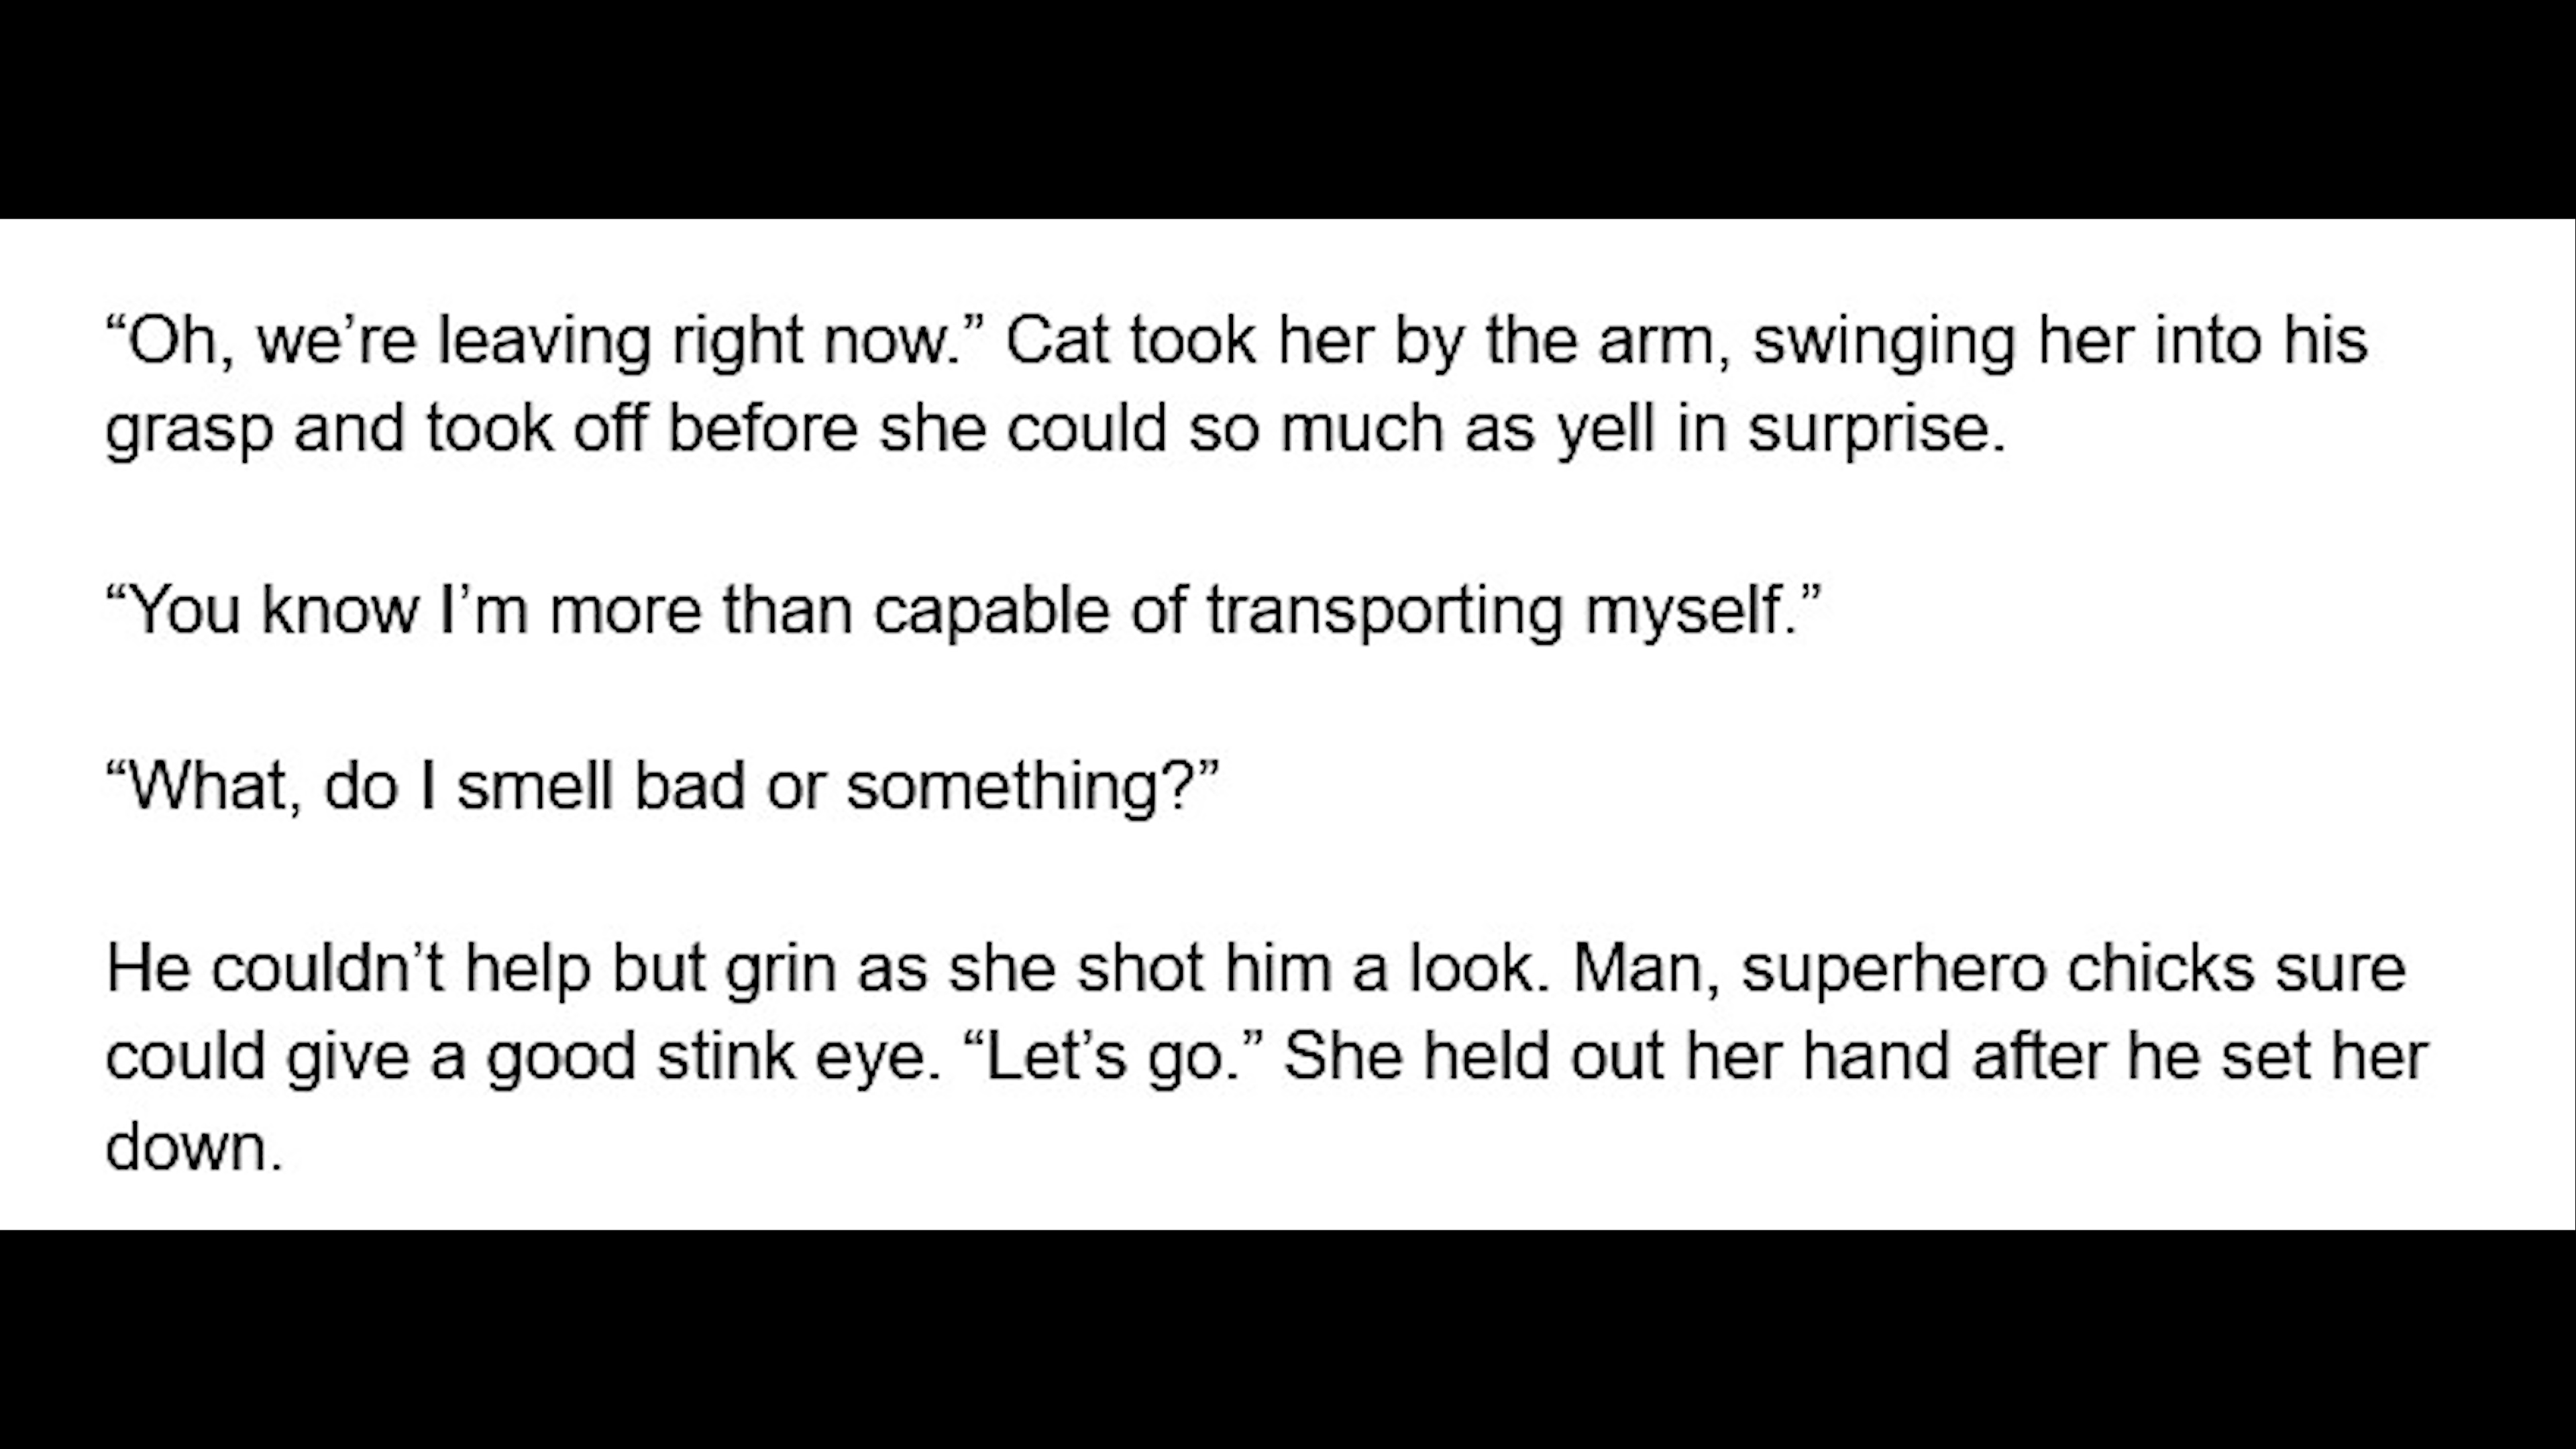 “Oh, we’re leaving right now.” Cat took her by the arm, swinging her into his
grasp and took off before she could so much as yell in surprise.
“You know I’m more than capable of transporting myself.”
“What, do I smell bad or something?”
He couldn’t help but grin as she shot him a look. Man, superhero chicks sure
could give a good stink eye. “Let’s go.” She held out her hand after he set her
down.